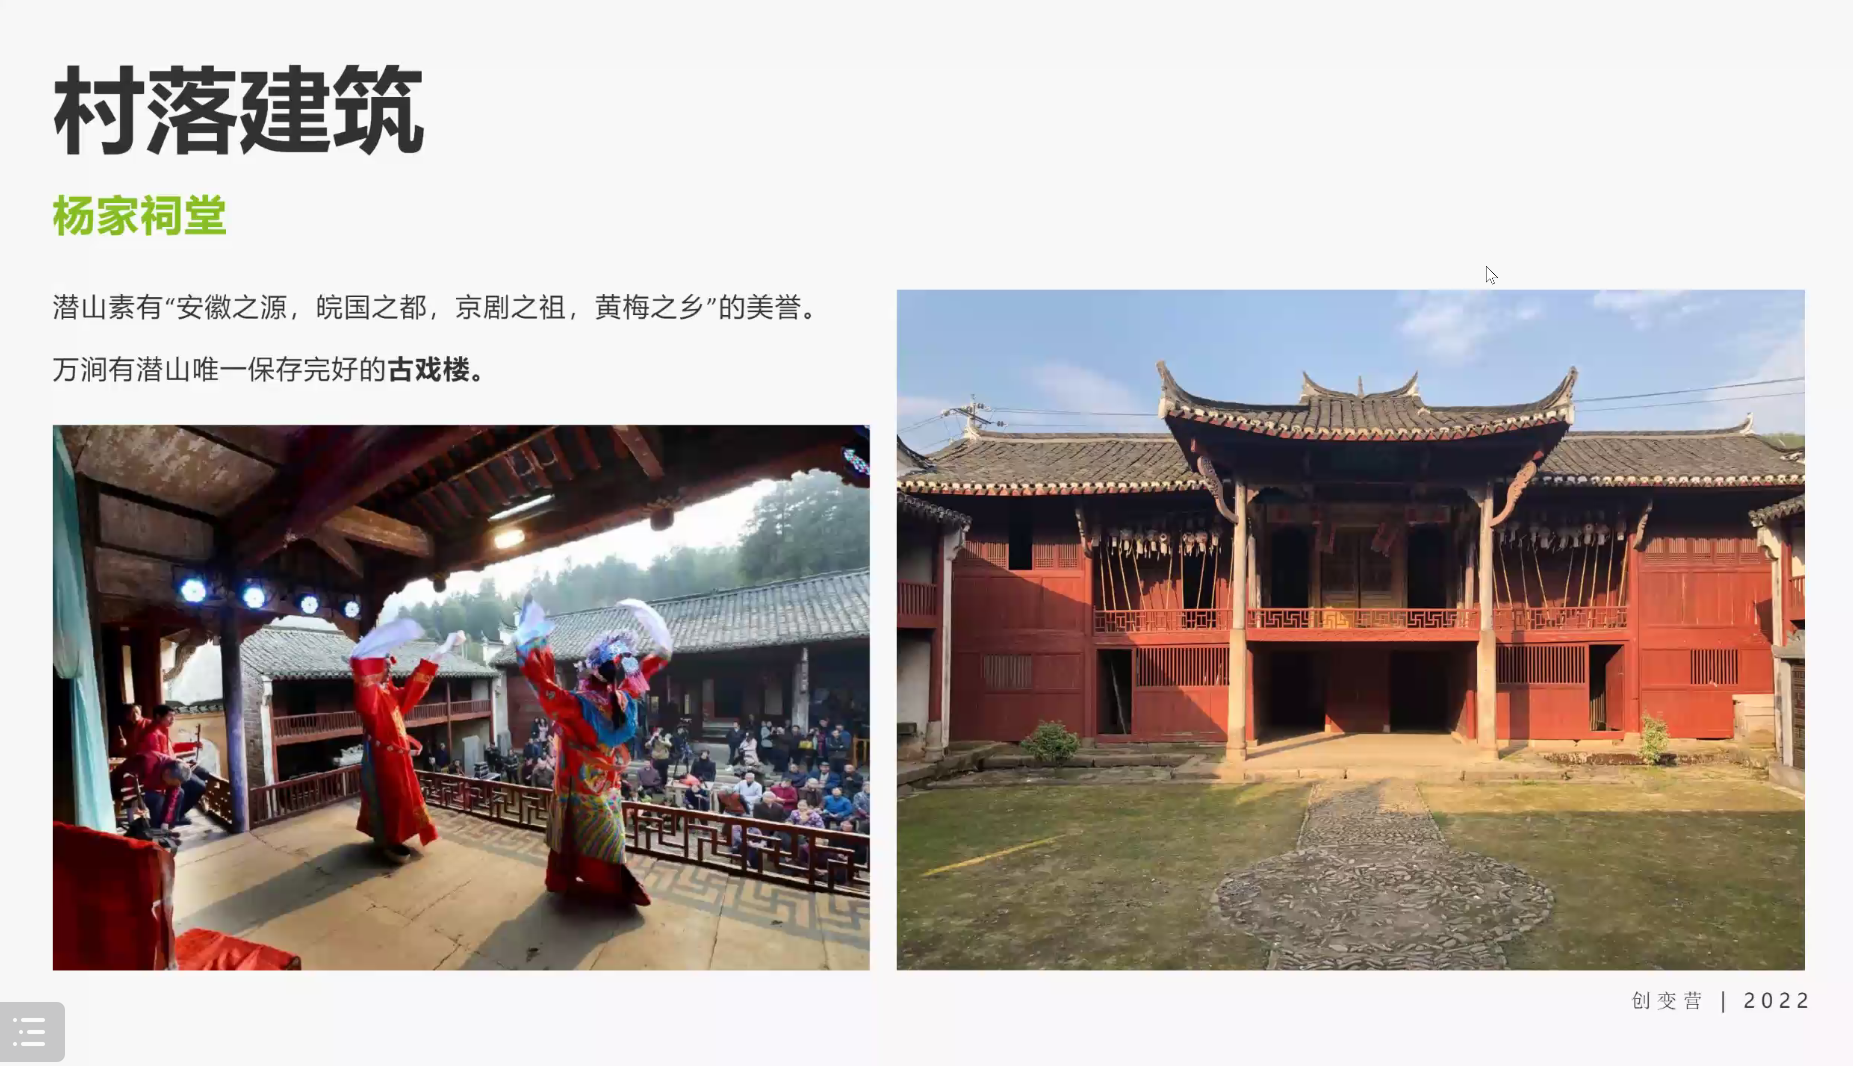 村落建筑
杨家祠堂
潜山素有“安徽之源，皖国之都，京剧之祖，黄梅之乡”的美誉。
万涧有潜山唯一保存完好的古戏楼。
创变营 | 2022